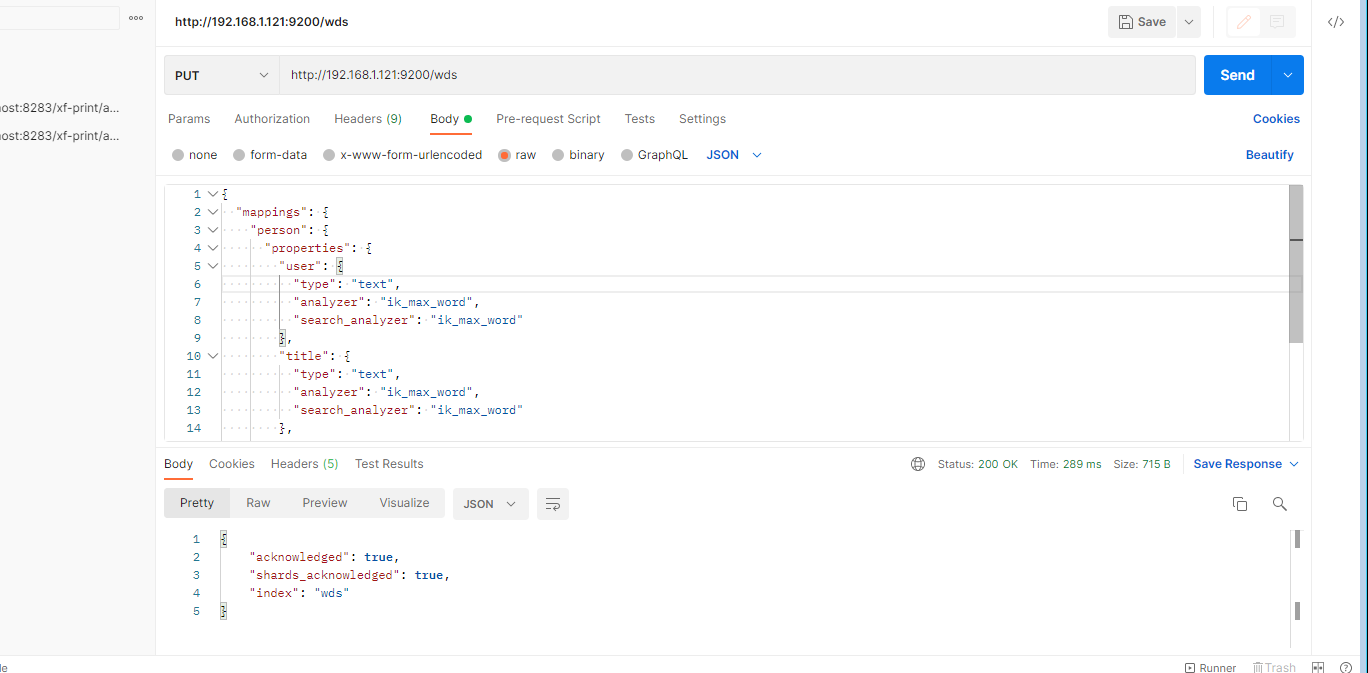 http://192.168.1.121:9200/wds
Save
PUT
http://192.168.1.121:9200/wds
Send
ost:8283/xf-print/a...
ost:8283/xf-print/a...
Params Authorization Headers (9) Body Pre-request Script Tests Settings Cookies
none form-data x-www-form-urlencoded raw binary GraphQL JSON Beautify
1 {
2 "mappings": {
3 "person": {
4 "properties": {
5 "user": {
6 "type": "text",
7 "analyzer": "ik_max_word",
8 "search_analyzer": "ik_max_word"
9 },
10 "title": {
11 "type": "text",
12 "analyzer": "ik_max_word",
13 "search_analyzer": "ik_max_word"
14 },
Body Cookies Headers (5) Test Results Status: 200 OK Time: 289 ms Size: 715 B Save Response
Pretty Raw Preview Visualize JSON
1 {
2 "acknowledged": true,
3 "shards_acknowledged": true,
4 "index": "wds"
5 }
Runner Trash